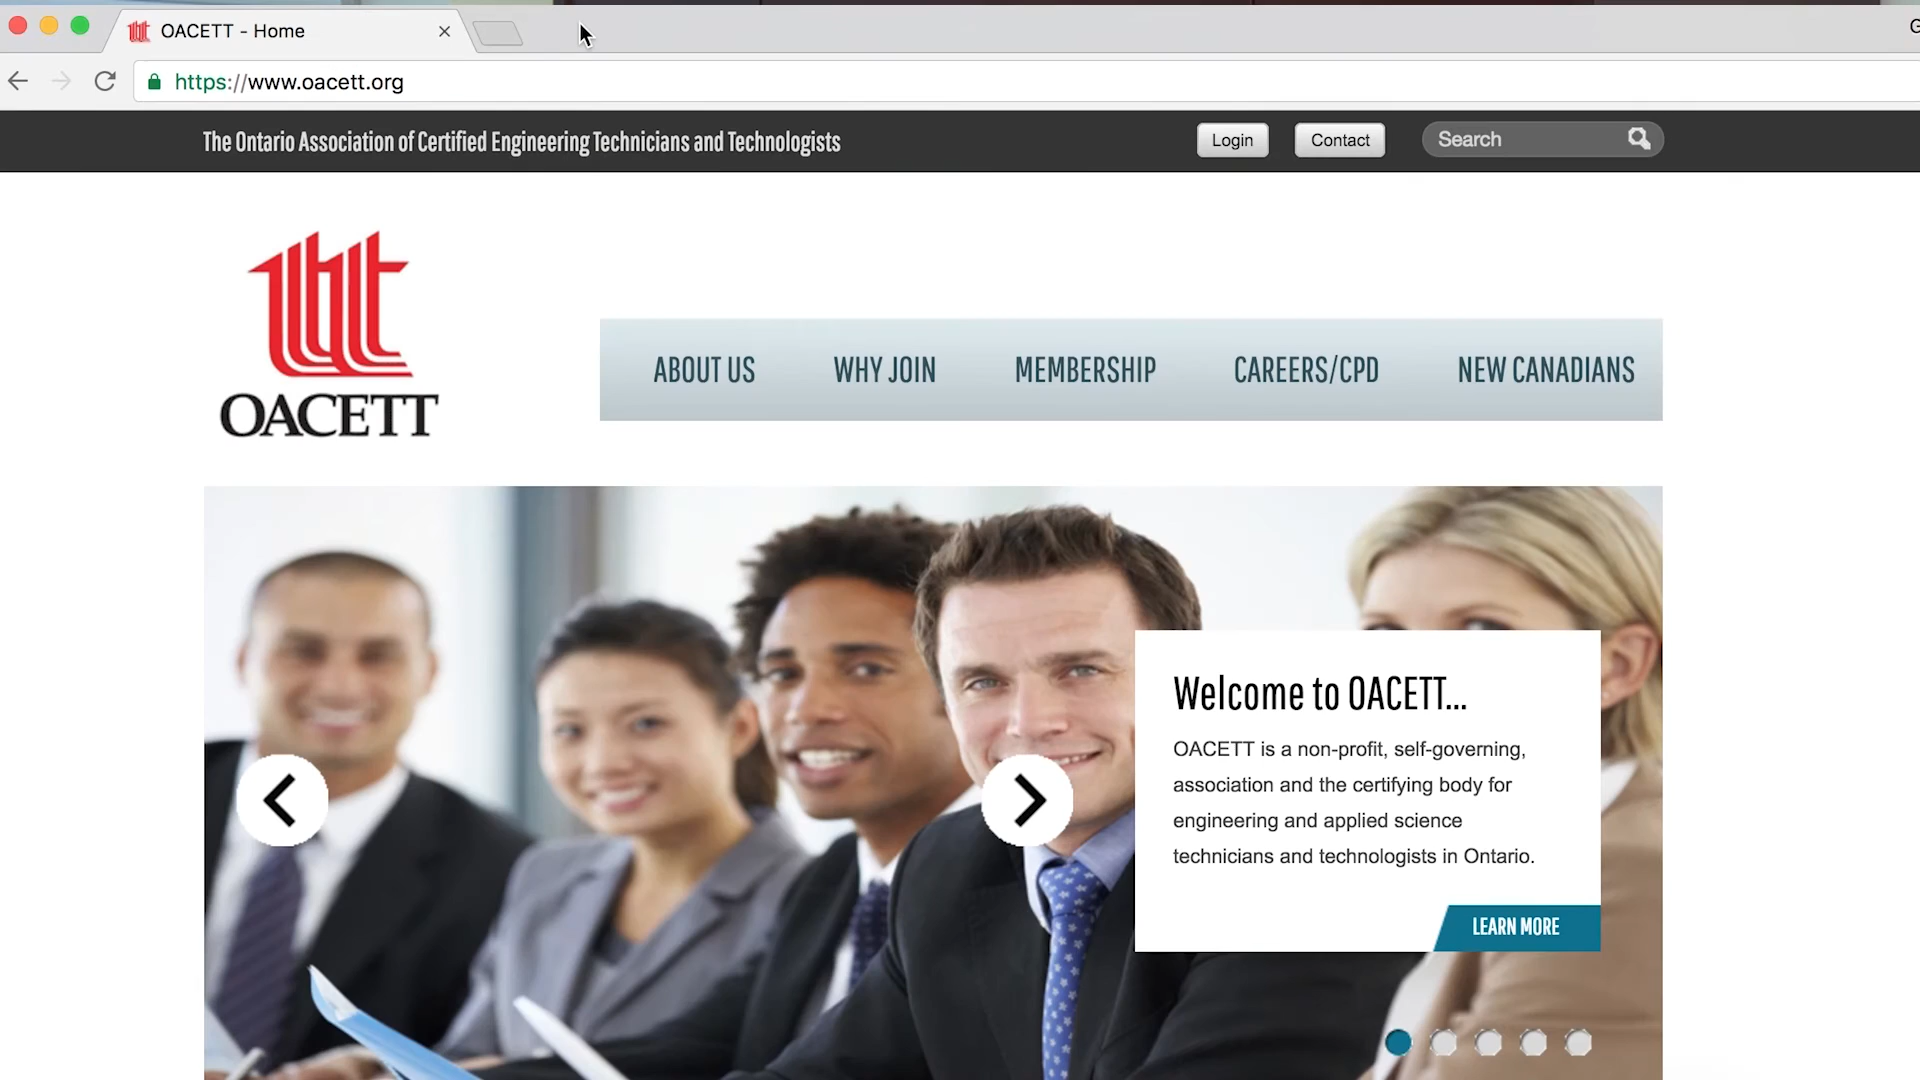 OACETT - Home
https://www.oacett.org
The Ontario Association of Certified Engineering Technicians and Technologists
Login
Contact
Search
OACETT
ABOUT US
WHY JOIN
MEMBERSHIP
CAREERS/CPD
NEW CANADIANS
Welcome to OACETT...
OACETT is a non-profit, self-governing,
association and the certifying body for
engineering and applied science
technicians and technologists in Ontario.
LEARN MORE